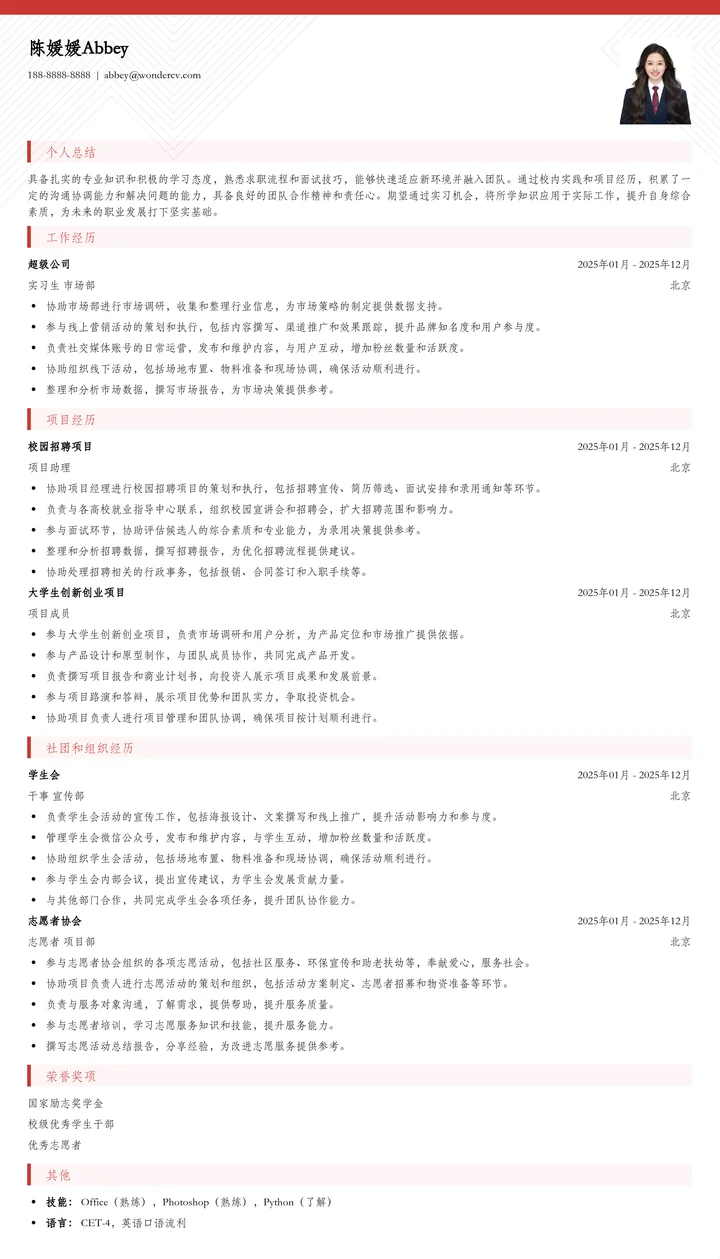 陈媛媛Abbey
188-8888-8888 | abbey@wondercv.com
个人总结
具备扎实的专业知识和积极的学习态度，熟悉求职流程和面试技巧，能够快速适应新环境并融入团队。通过校内实践和项目经历，积累了一
定的沟通协调能力和解决问题的能力，具备良好的团队合作精神和责任心。期望通过实习机会，将所学知识应用于实际工作，提升自身综合
素质，为未来的职业发展打下坚实基础。
工作经历
超级公司 2025年01月 - 2025年12月
实习生 市场部 北京
• 协助市场部进行市场调研，收集和整理行业信息，为市场策略的制定提供数据支持。
• 参与线上营销活动的策划和执行，包括内容撰写、渠道推广和效果跟踪，提升品牌知名度和用户参与度。
• 负责社交媒体账号的日常运营，发布和维护内容，与用户互动，增加粉丝数量和活跃度。
• 协助组织线下活动，包括场地布置、物料准备和现场协调，确保活动顺利进行。
• 整理和分析市场数据，撰写市场报告，为市场决策提供参考。
项目经历
校园招聘项目 2025年01月 - 2025年12月
项目助理 北京
• 协助项目经理进行校园招聘项目的策划和执行，包括招聘宣传、简历筛选、面试安排和录用通知等环节。
• 负责与各高校就业指导中心联系，组织校园宣讲会和招聘会，扩大招聘范围和影响力。
• 参与面试环节，协助评估候选人的综合素质和专业能力，为录用决策提供参考。
• 整理和分析招聘数据，撰写招聘报告，为优化招聘流程提供建议。
• 协助处理招聘相关的行政事务，包括报销、合同签订和入职手续等。
大学生创新创业项目 2025年01月 - 2025年12月
项目成员 北京
• 参与大学生创新创业项目，负责市场调研和用户分析，为产品定位和市场推广提供依据。
• 参与产品设计和原型制作，与团队成员协作，共同完成产品开发。
• 负责撰写项目报告和商业计划书，向投资人展示项目成果和发展前景。
• 参与项目路演和答辩，展示项目优势和团队实力，争取投资机会。
• 协助项目负责人进行项目管理和团队协调，确保项目按计划顺利进行。
社团和组织经历
学生会 2025年01月 - 2025年12月
干事 宣传部 北京
• 负责学生会活动的宣传工作，包括海报设计、文案撰写和线上推广，提升活动影响力和参与度。
• 管理学生会微信公众号，发布和维护内容，与学生互动，增加粉丝数量和活跃度。
• 协助组织学生会活动，包括场地布置、物料准备和现场协调，确保活动顺利进行。
• 参与学生会内部会议，提出宣传建议，为学生会发展贡献力量。
• 与其他部门合作，共同完成学生会各项任务，提升团队协作能力。
志愿者协会 2025年01月 - 2025年12月
志愿者 项目部 北京
• 参与志愿者协会组织的各项志愿活动，包括社区服务、环保宣传和助老扶幼等，奉献爱心，服务社会。
• 协助项目负责人进行志愿活动的策划和组织，包括活动方案制定、志愿者招募和物资准备等环节。
• 负责与服务对象沟通，了解需求，提供帮助，提升服务质量。
• 参与志愿者培训，学习志愿服务知识和技能，提升服务能力。
• 撰写志愿活动总结报告，分享经验，为改进志愿服务提供参考。
荣誉奖项
国家励志奖学金
校级优秀学生干部
优秀志愿者
其他
• 技能： Office（熟练）, Photoshop（熟练）, Python（了解）
• 语言： CET-4，英语口语流利